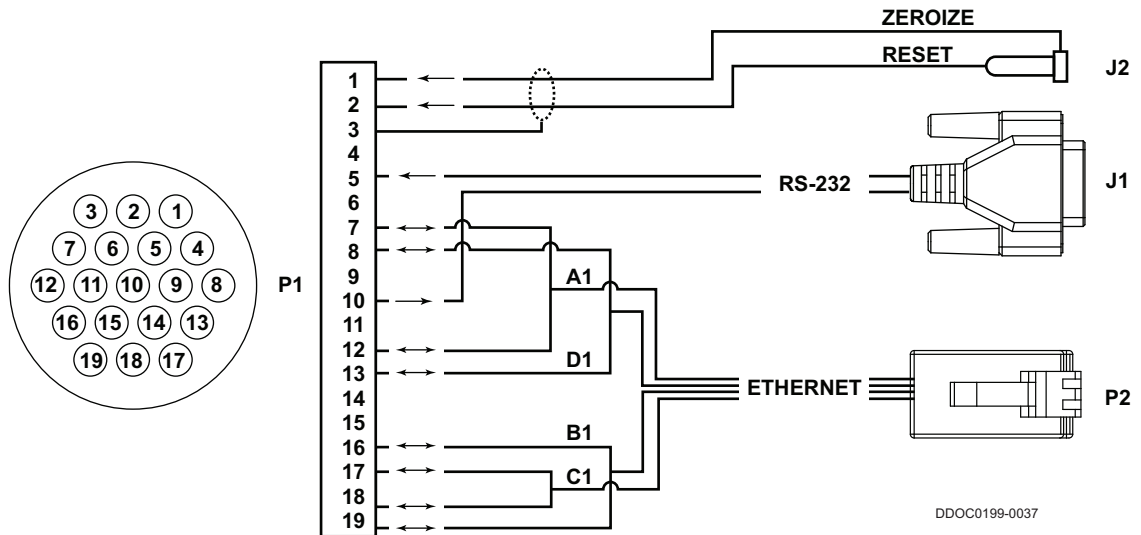 ZEROIZE
RESET
J2
1
2
3
4
5
6
7
8
9
10
11
12
13
14
15
16
17
18
19
RS-232
J1
3 2 1
7 6 5 4
12 11 10 9 8
16 15 14 13
19 18 17
P1
A1
D1
ETHERNET
P2
B1
C1
DDOC0199-0037